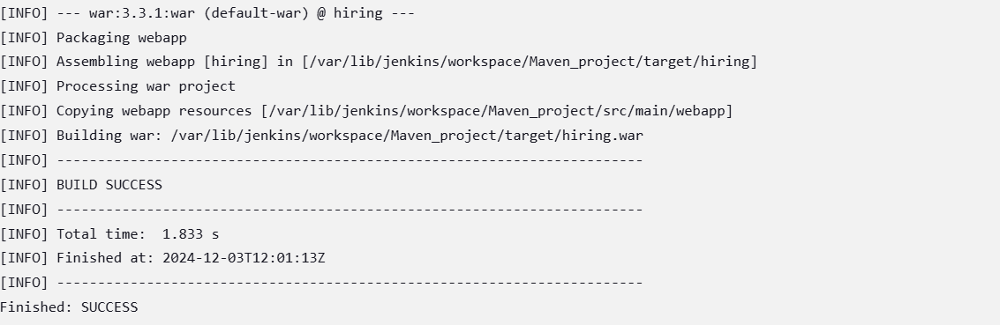 [INFO] --- war:3.3.1:war (default-war) @ hiring ---
[INFO] Packaging webapp
[INFO] Assembling webapp [hiring] in [/var/lib/jenkins/workspace/Maven_project/target/hiring]
[INFO] Processing war project
[INFO] Copying webapp resources [/var/lib/jenkins/workspace/Maven_project/src/main/webapp]
[INFO] Building war: /var/lib/jenkins/workspace/Maven_project/target/hiring.war
[INFO] ------------------------------------------------------------------------
[INFO] BUILD SUCCESS
[INFO] ------------------------------------------------------------------------
[INFO] Total time:  1.833 s
[INFO] Finished at: 2024-12-03T12:01:13Z
[INFO] ------------------------------------------------------------------------
Finished: SUCCESS